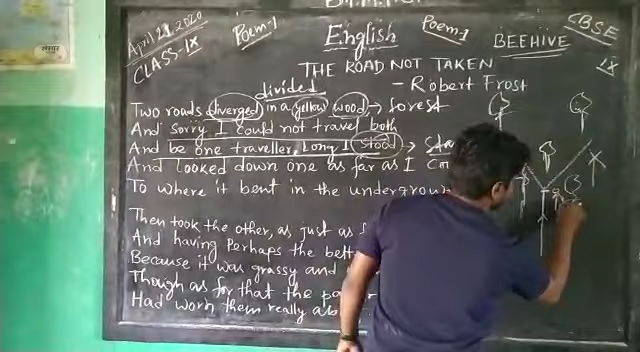 April 21, 2020
CLASS-IX
Poem-1
English
Poem-1
BEEHIVE
CBSE
IX
THE ROAD NOT TAKEN
- Robert Frost
divided
Two roads diverged in a yellow wood, → forest
And Sorry I Could not travel both
And be one traveller, Long I Stood →
And Looked down one as far as I
To where it bent in the
Then took the other, as just as
And having Perhaps the
Because it was grassy and
Though as for that the
Had worn them really